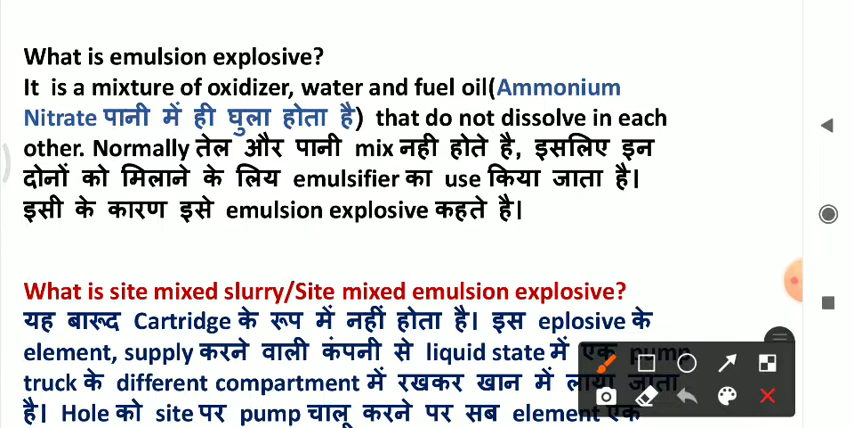 What is emulsion explosive?
It is a mixture of oxidizer, water and fuel oil(Ammonium
Nitrate पानी में ही घुला होता है) that do not dissolve in each
other. Normally तेल और पानी mix नही होते है, इसलिए इन
दोनों को मिलाने के लिय emulsifier का use किया जाता है।
इसी के कारण इसे emulsion explosive कहते है।
What is site mixed slurry/Site mixed emulsion explosive?
यह बारूद Cartridge के रूप में नहीं होता है। इस eplosive के
element, supply करने वाली कंपनी से liquid state में एक pump
truck के different compartment में रखकर खान में लाया जाता
है। Hole को site पर pump चालू करने पर सब element एक